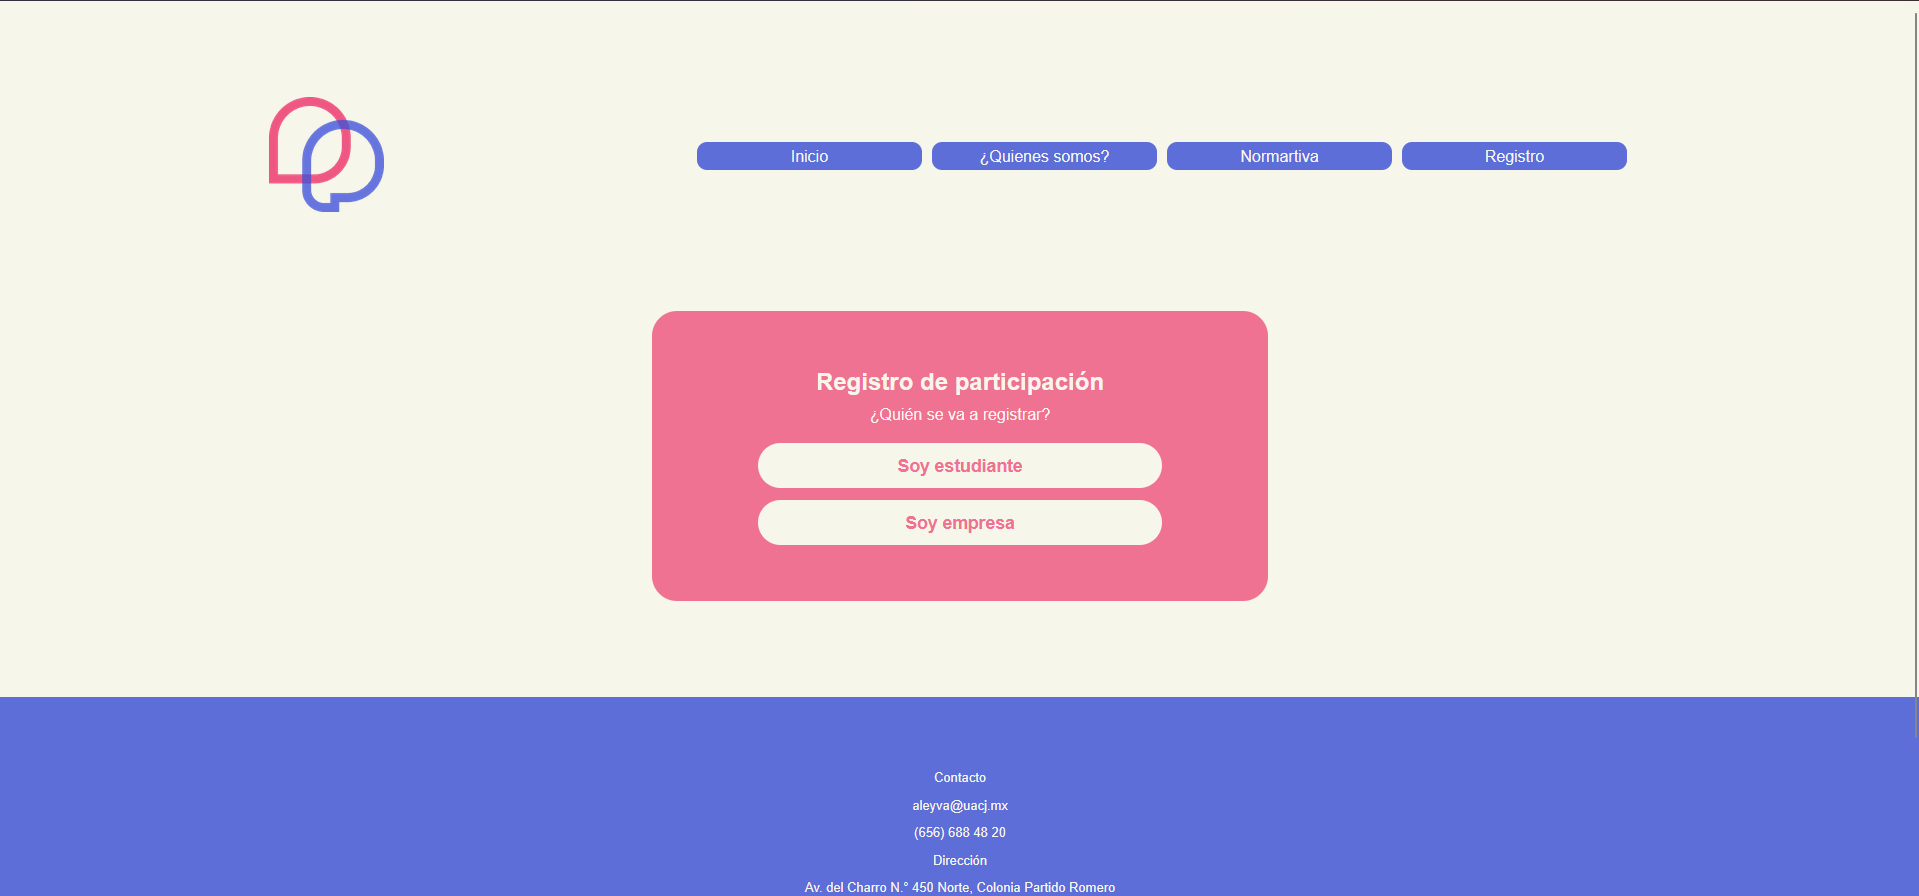 Inicio
¿Quienes somos?
Normartiva
Registro
Registro de participación
¿Quién se va a registrar?
Soy estudiante
Soy empresa
Contacto
aleyva@uacj.mx
(656) 688 48 20
Dirección
Av. del Charro N.° 450 Norte, Colonia Partido Romero